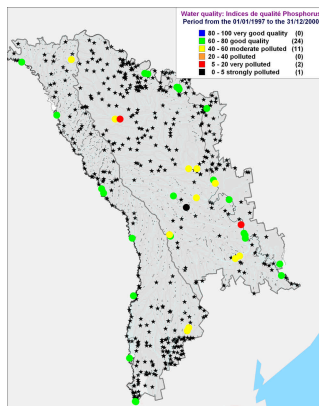 Water quality: Indices de qualité Phosphorus
Period from the 01/01/1997 to the 31/12/2000
80 - 100 very good quality (0)
60 - 80 good quality (24)
40 - 60 moderate polluted (11)
20 - 40 polluted (0)
5 - 20 very polluted (2)
0 - 5 strongly polluted (1)